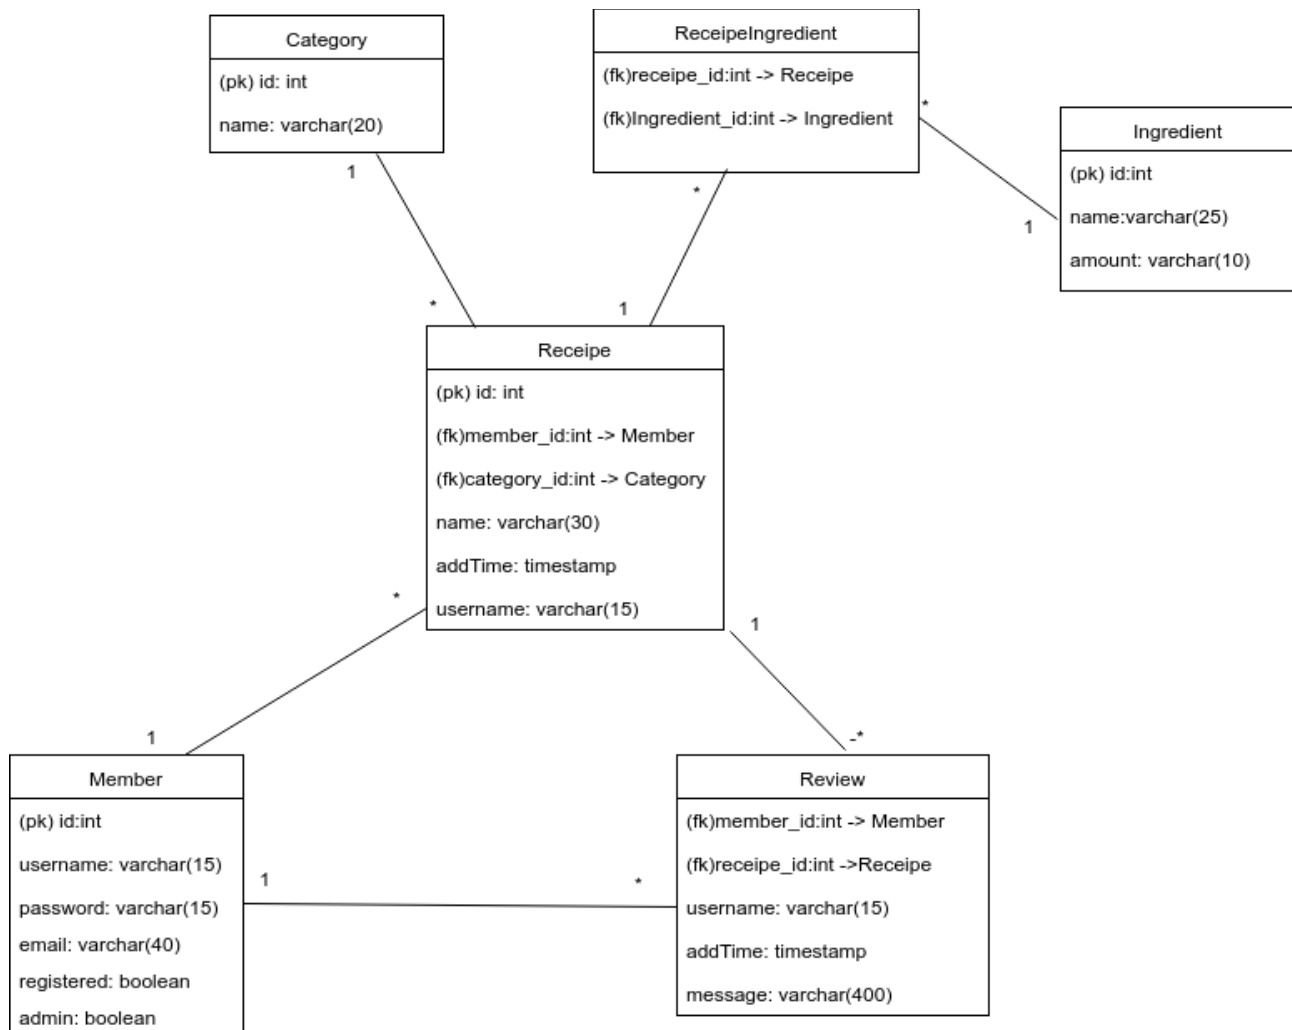 Category
(pk) id: int
name: varchar(20)
1
*
ReceipeIngredient
(fk)receipe_id:int -> Receipe
(fk)Ingredient_id:int -> Ingredient
*
1
*
1
Ingredient
(pk) id:int
name:varchar(25)
amount: varchar(10)
Receipe
(pk) id: int
(fk)member_id:int -> Member
(fk)category_id:int -> Category
name: varchar(30)
addTime: timestamp
username: varchar(15)
*
1
1
-*
Member
(pk) id:int
username: varchar(15)
password: varchar(15)
email: varchar(40)
registered: boolean
admin: boolean
1
*
Review
(fk)member_id:int -> Member
(fk)receipe_id:int ->Receipe
username: varchar(15)
addTime: timestamp
message: varchar(400)